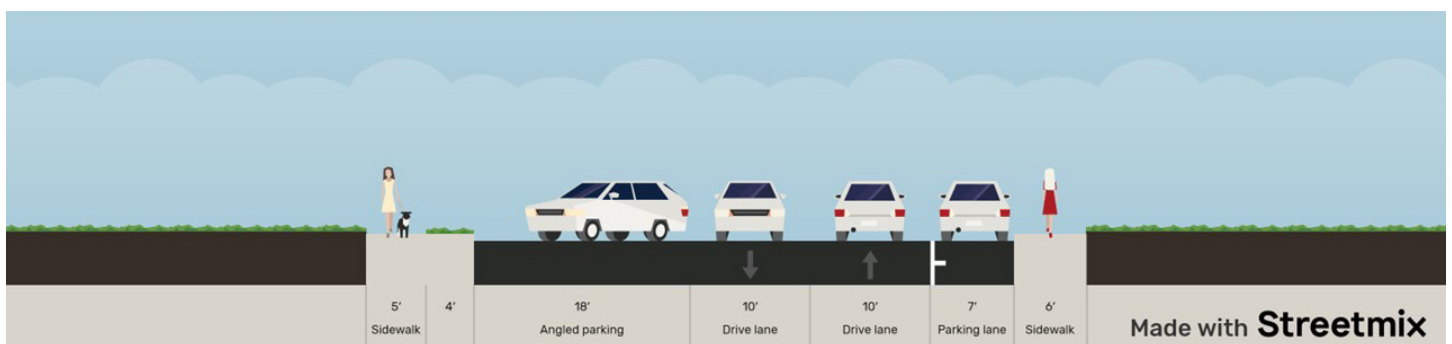 5′ 4′ 18′ 10′ 10′ 7′ 6′
Sidewalk Angled parking Drive lane Drive lane Parking lane Sidewalk
Made with Streetmix